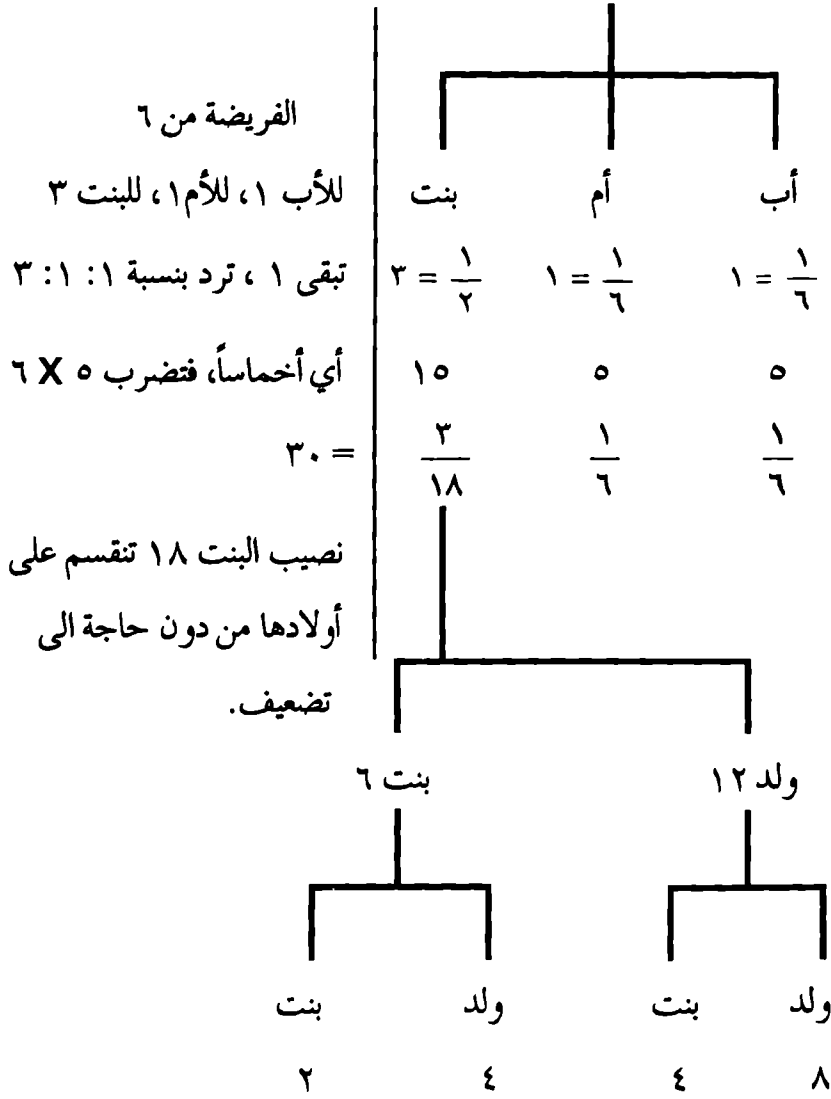 الفريضة من ٦
للأب ١، للأم ١، للبنت ٣
تبقى ١ ، ترد بنسبة ١: ١: ٣
أي أخماساً، فتضرب ٥ X ٦
= ٣٠
نصيب البنت ١٨ تنقسم على
أولادها من دون حاجة الى
تضعيف.
أب أم بنت
١/٦ = ١ ١/٦ = ١ ١/٢ = ٣
٥ ٥ ١٥
١/٦ ١/٦ ٣/١٨
ولد ١٢ بنت ٦
ولد بنت ولد بنت
٨ ٤ ٤ ٢